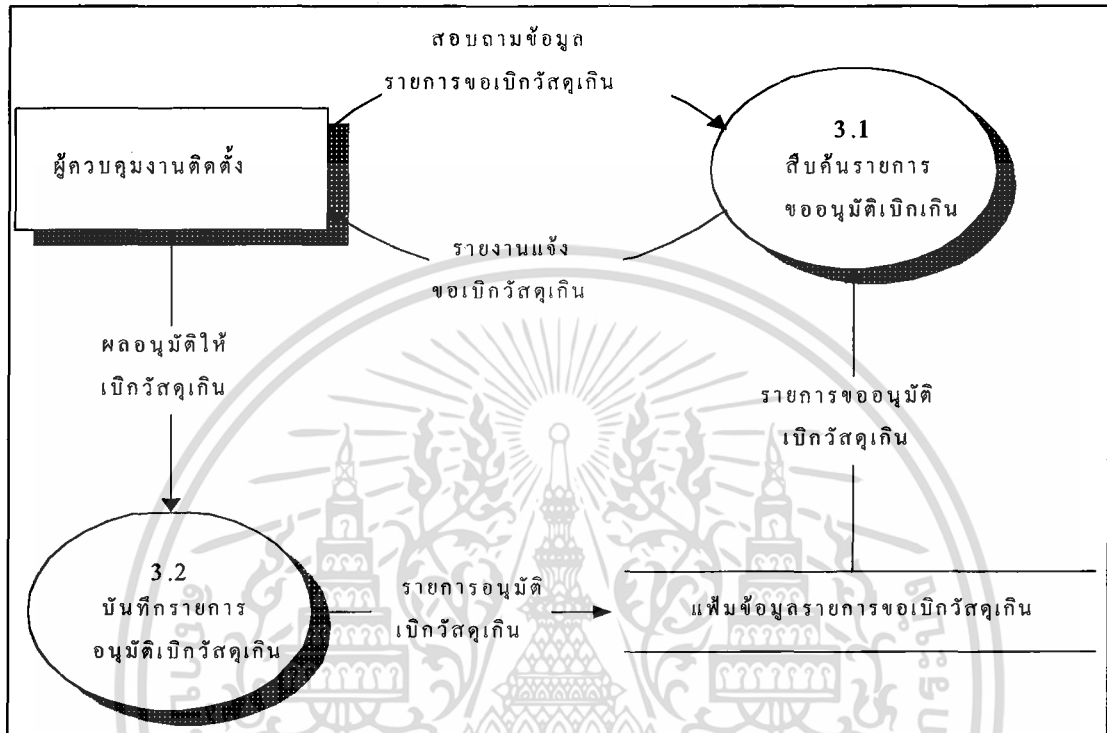 สอบถามข้อมูล
รายการขอเบิกวัสดุเกิน
ผู้ควบคุมงานติดตั้ง
3.1
สืบค้นรายการ
ขออนุมัติเบิกเกิน
รายงานแจ้ง
ขอเบิกวัสดุเกิน
ผลอนุมัติให้
เบิกวัสดุเกิน
รายการขออนุมัติ
เบิกวัสดุเกิน
3.2
บันทึกรายการ
อนุมัติเบิกวัสดุเกิน
รายการอนุมัติ
เบิกวัสดุเกิน
แฟ้มข้อมูลรายการขอเบิกวัสดุเกิน